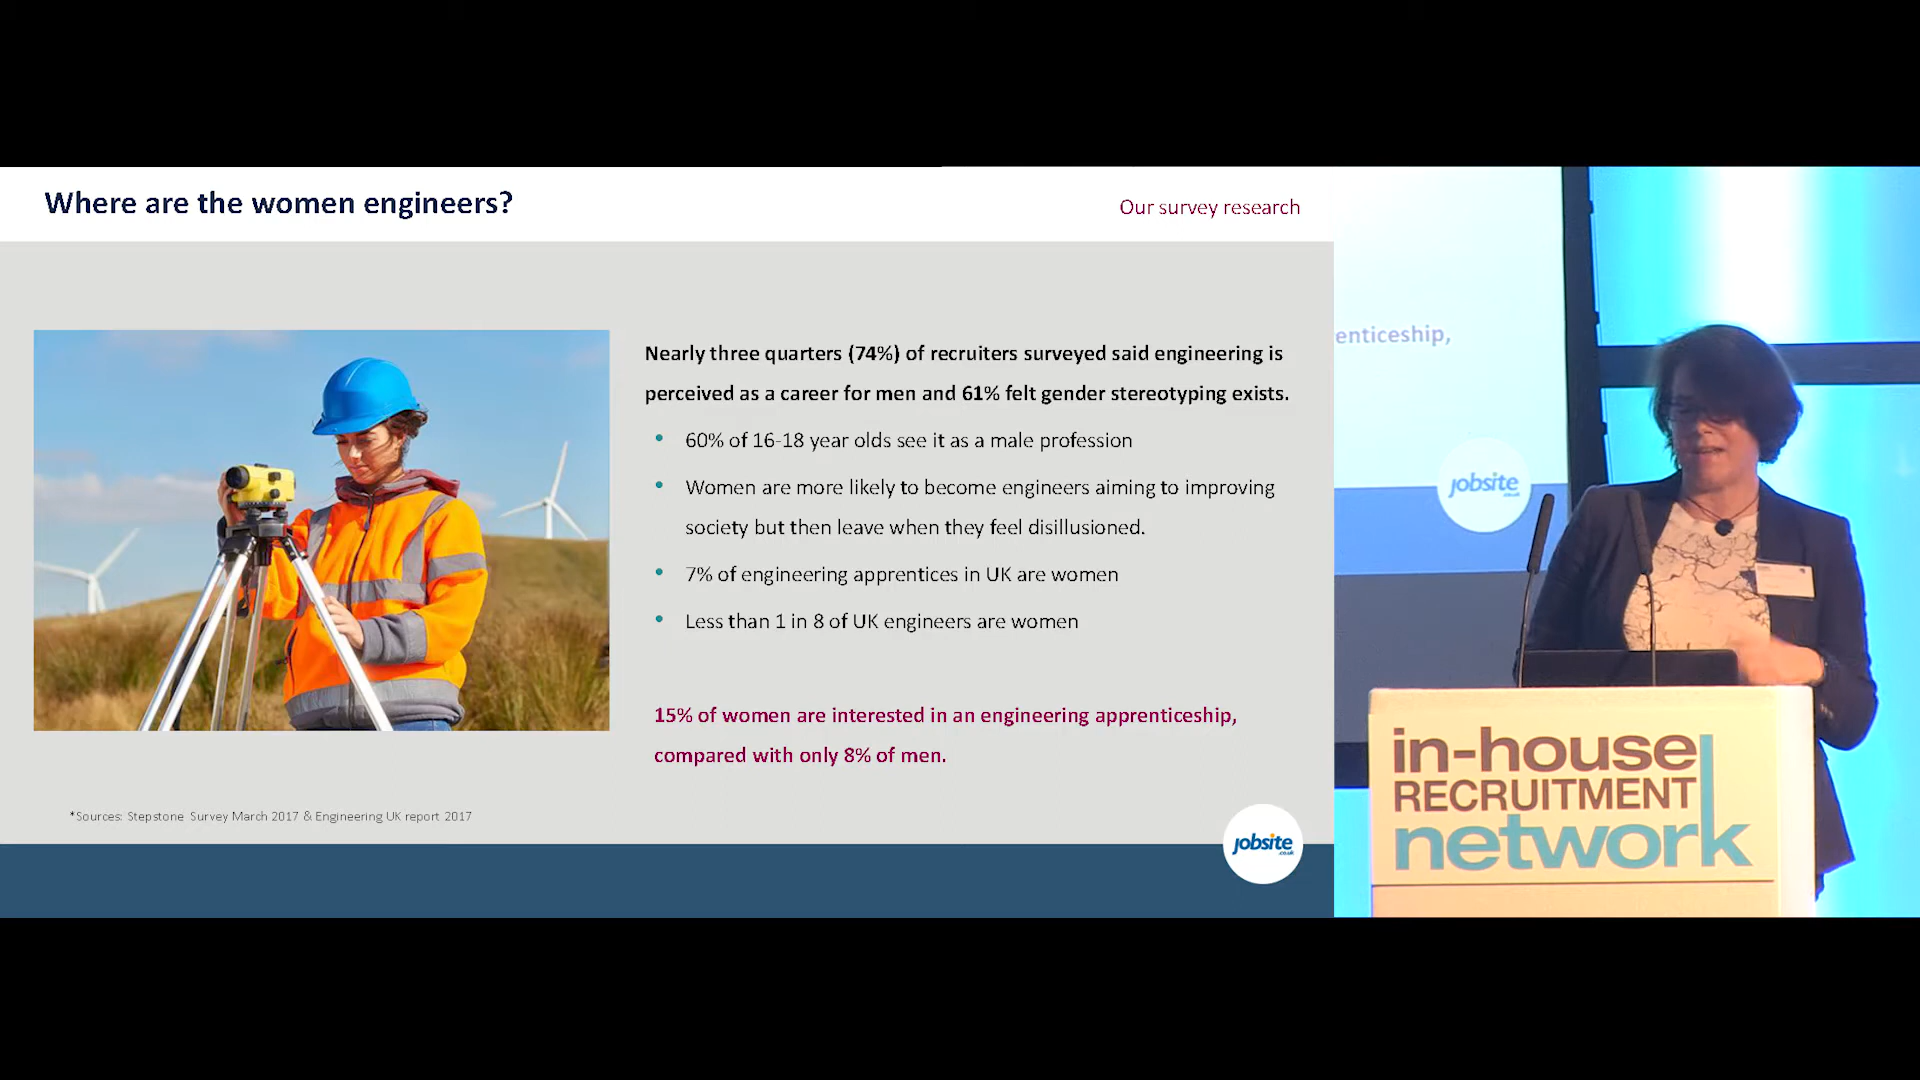 Where are the women engineers?
Our survey research
Nearly three quarters (74%) of recruiters surveyed said engineering is
perceived as a career for men and 61% felt gender stereotyping exists.
• 60% of 16-18 year olds see it as a male profession
• Women are more likely to become engineers aiming to improving
society but then leave when they feel disillusioned.
• 7% of engineering apprentices in UK are women
• Less than 1 in 8 of UK engineers are women
15% of women are interested in an engineering apprenticeship,
compared with only 8% of men.
*Sources: Stepstone Survey March 2017 & Engineering UK report 2017
jobsite
.co.uk
enticeship,
jobsite
.co.uk
in-house
RECRUITMENT
network